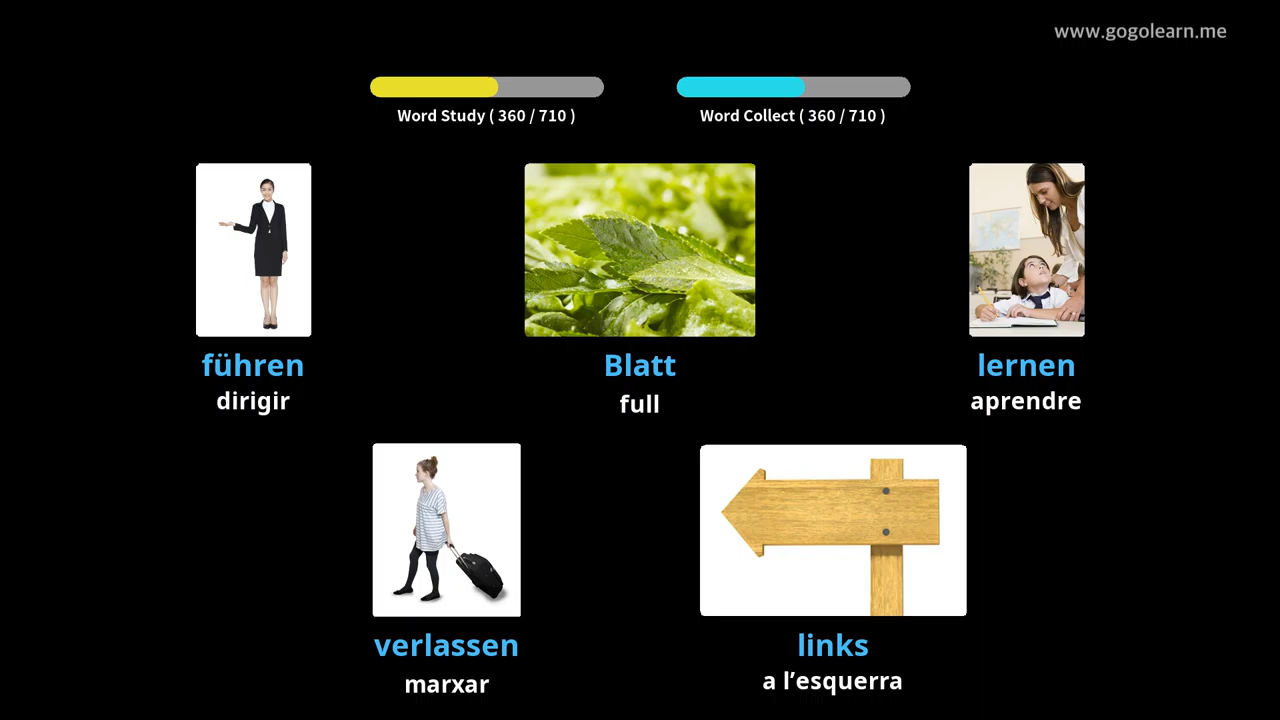 www.gogolearn.me
Word Study ( 360 / 710 )
Word Collect ( 360 / 710 )
führen
dirigir
Blatt
full
lernen
aprendre
verlassen
marxar
links
a l’esquerra